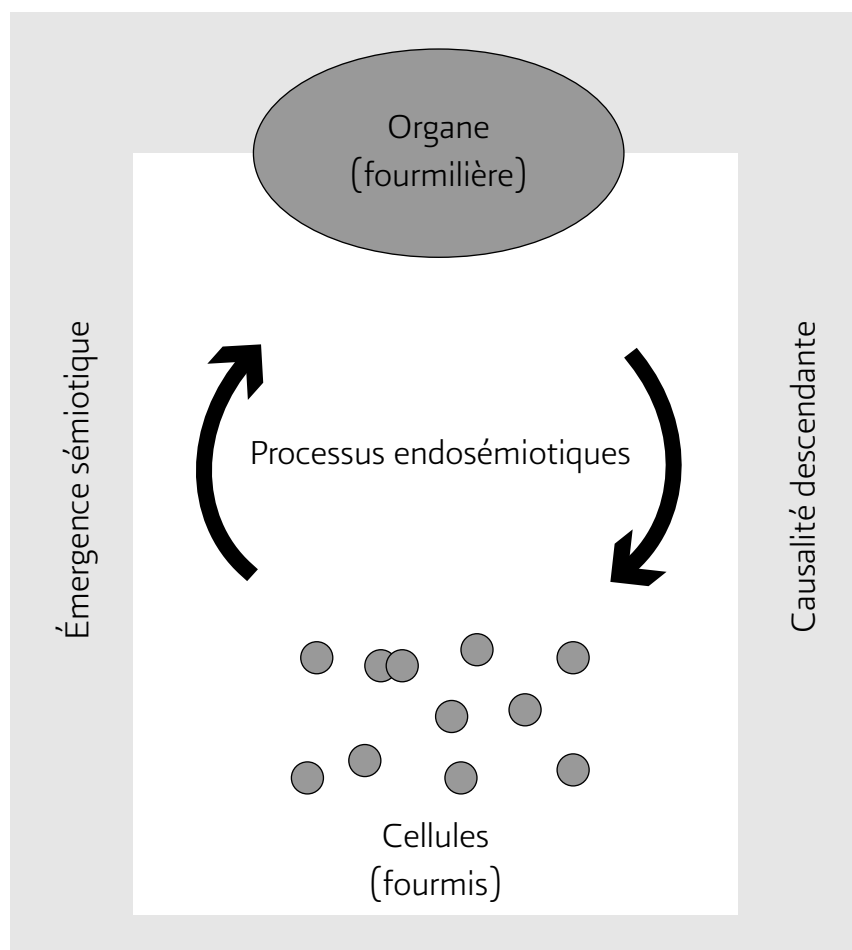 Organe
(fourmilière)
Émergence sémiotique
Processus endosémiotiques
Causalité descendante
Cellules
(fourmis)